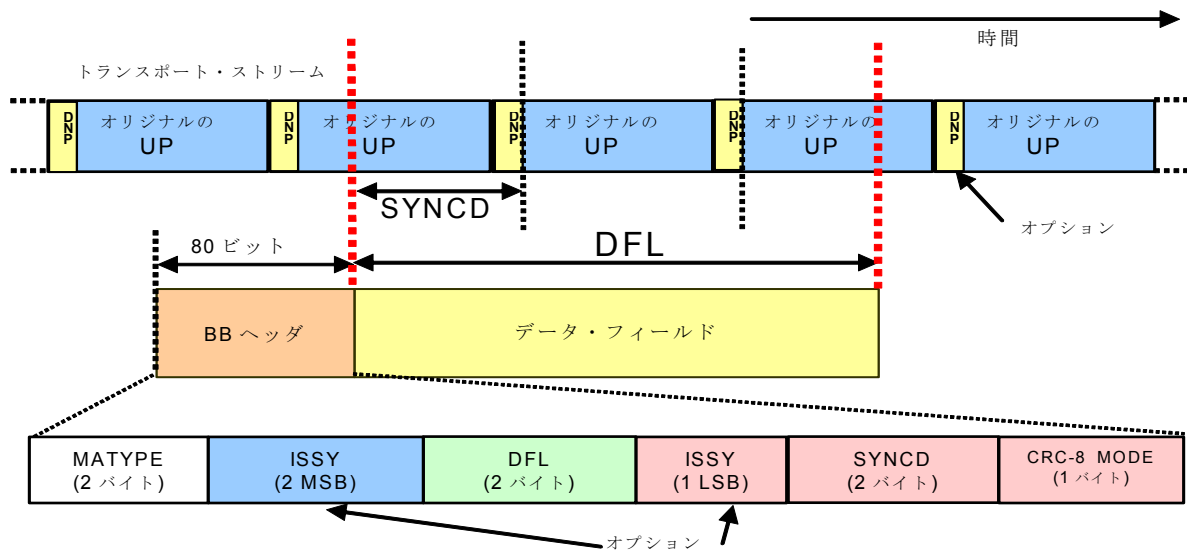 時間
トランスポート・ストリーム
DNP
オリジナルの
UP
DNP
オリジナルの
UP
DNP
オリジナルの
UP
DNP
オリジナルの
UP
DNP
オリジナルの
UP
SYNCD
オプション
80 ビット
DFL
BB ヘッダ
データ・フィールド
MATYPE
(2 バイト)
ISSY
(2 MSB)
DFL
(2 バイト)
ISSY
(1 LSB)
SYNCD
(2 バイト)
CRC-8 MODE
(1 バイト)
オプション